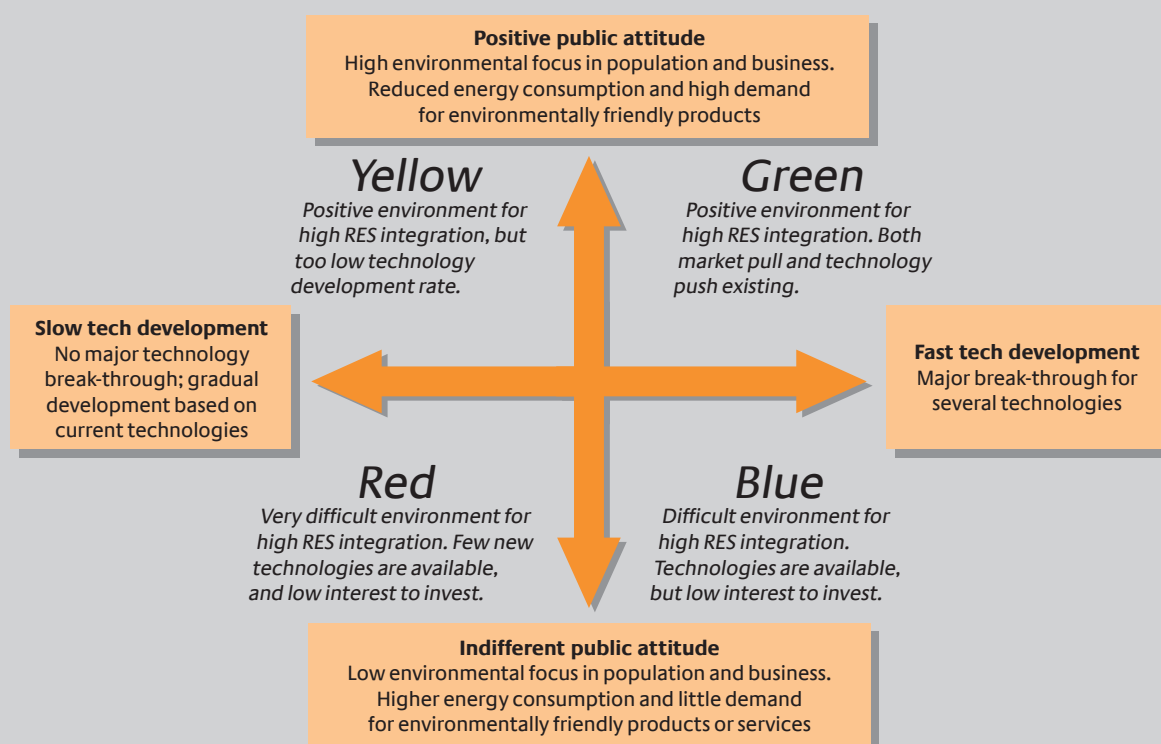 Positive public attitude
High environmental focus in population and business.
Reduced energy consumption and high demand
for environmentally friendly products
Yellow
Positive environment for
high RES integration, but
too low technology
development rate.
Green
Positive environment for
high RES integration. Both
market pull and technology
push existing.
Slow tech development
No major technology
break-through; gradual
development based on
current technologies
Fast tech development
Major break-through for
several technologies
Red
Very difficult environment for
high RES integration. Few new
technologies are available,
and low interest to invest.
Blue
Difficult environment for
high RES integration.
Technologies are available,
but low interest to invest.
Indifferent public attitude
Low environmental focus in population and business.
Higher energy consumption and little demand
for environmentally friendly products or services